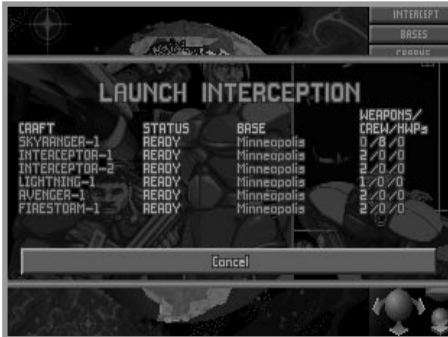 INTERCEPT
BASES
LAUNCH INTERCEPTION
WEAPONS/
CRAFT STATUS BASE CREW/HWPs
SKYRANGER-1 READY Minneapolis 0/8/0
INTERCEPTOR-1 READY Minneapolis 2/0/0
INTERCEPTOR-2 READY Minneapolis 2/0/0
LIGHTNING-1 READY Minneapolis 1/0/0
AVENGER-1 READY Minneapolis 2/0/0
FIRESTORM-1 READY Minneapolis 2/0/0
Cancel